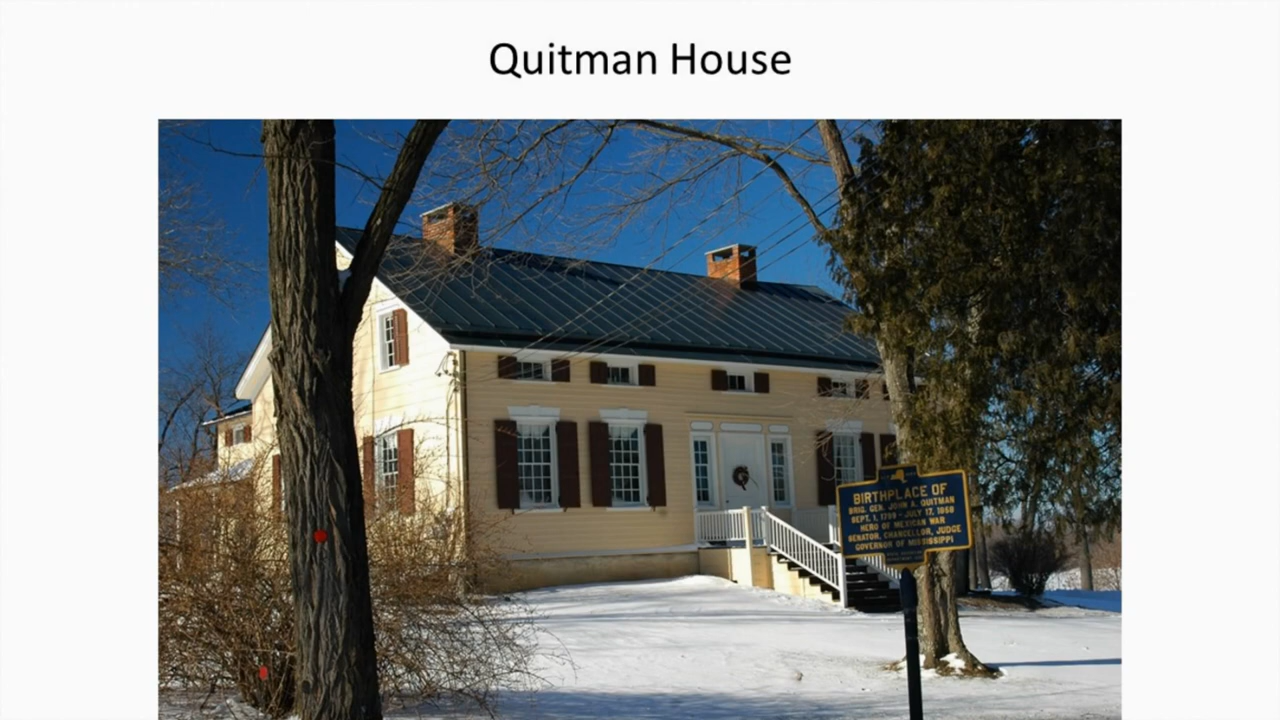 Quitman House
BIRTHPLACE OF
BRIG. GEN. JOHN A. QUITMAN
SEPT. 1, 1798 - JULY 17, 1858
HERO OF MEXICAN WAR
SENATOR, CHANCELLOR, JUDGE
GOVERNOR OF MISSISSIPPI